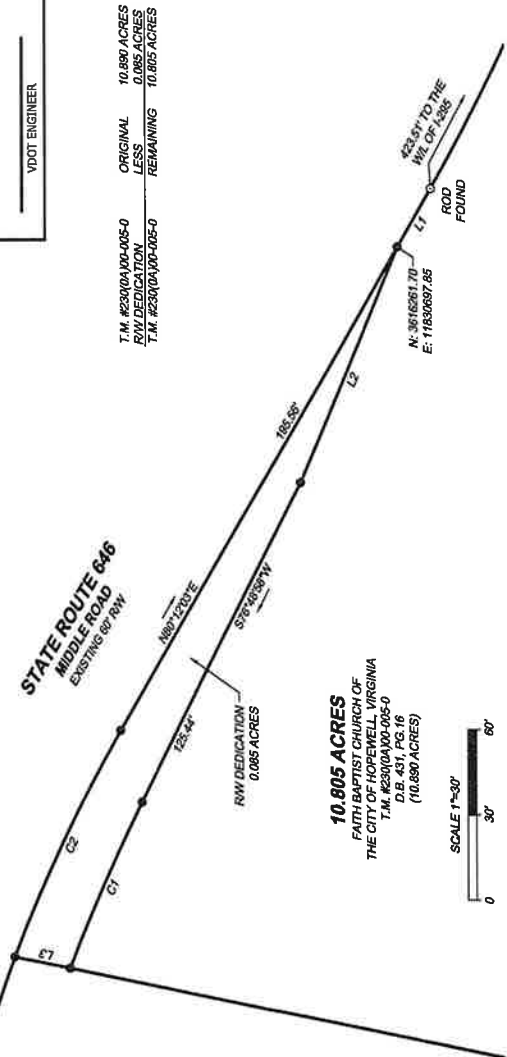 VDOT ENGINEER
T.M. #230(0A)00-005-0 ORIGINAL 10.890 ACRES
R/W DEDICATION LESS 0.085 ACRES
T.M. #230(0A)00-005-0 REMAINING 10.805 ACRES
STATE ROUTE 646
MIDDLE ROAD
EXISTING 60' R/W
C2
L3
C1
N80°12'03"E
195.56'
125.44'
S76°48'58"W
L2
L1
423.51' TO THE
W/L OF I-295
ROD
FOUND
N: 3616261.70
E: 11830697.85
R/W DEDICATION
0.085 ACRES
10.805 ACRES
FAITH BAPTIST CHURCH OF
THE CITY OF HOPEWELL, VIRGINIA
T.M. #230(0A)00-005-0
D.B. 431, PG.16
(10.890 ACRES)
SCALE 1"=30'
0 30' 60'